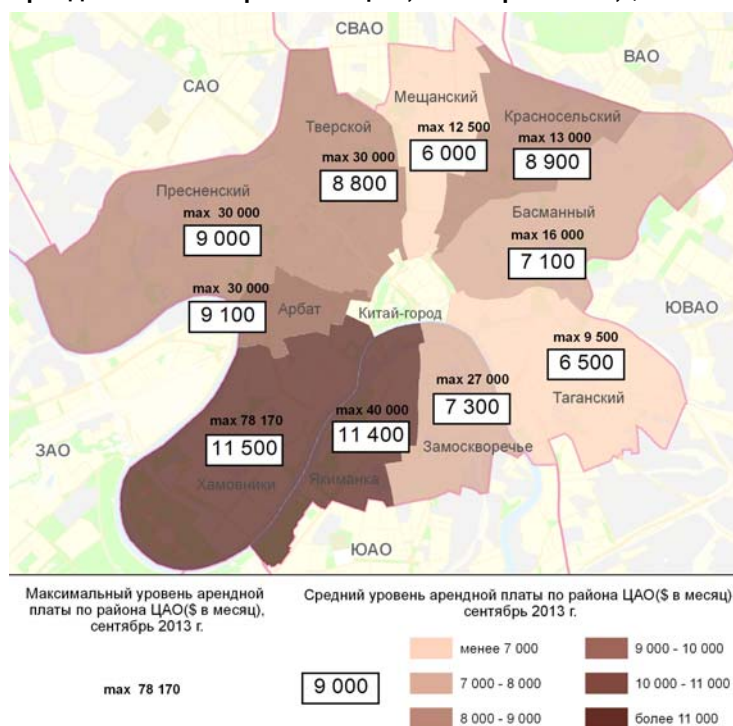 СВАО
ВАО
САО
Мещанский
Тверской
max 12 500
6 000
Красносельский
max 13 000
8 900
max 30 000
8 800
Пресненский
max 30 000
9 000
Басманный
max 16 000
7 100
max 30 000
9 100
Арбат
Китай-город
ЮВАО
max 9 500
6 500
Таганский
max 27 000
7 300
Замоскворечье
max 78 170
11 500
Хамовники
max 40 000
11 400
Якиманка
ЗАО
ЮАО
Максимальный уровень арендной
платы по района ЦАО($ в месяц),
сентябрь 2013 г.
max 78 170
Средний уровень арендной платы по района ЦАО($ в месяц)
сентябрь 2013 г.
9 000
менее 7 000
7 000 - 8 000
8 000 - 9 000
9 000 - 10 000
10 000 - 11 000
более 11 000